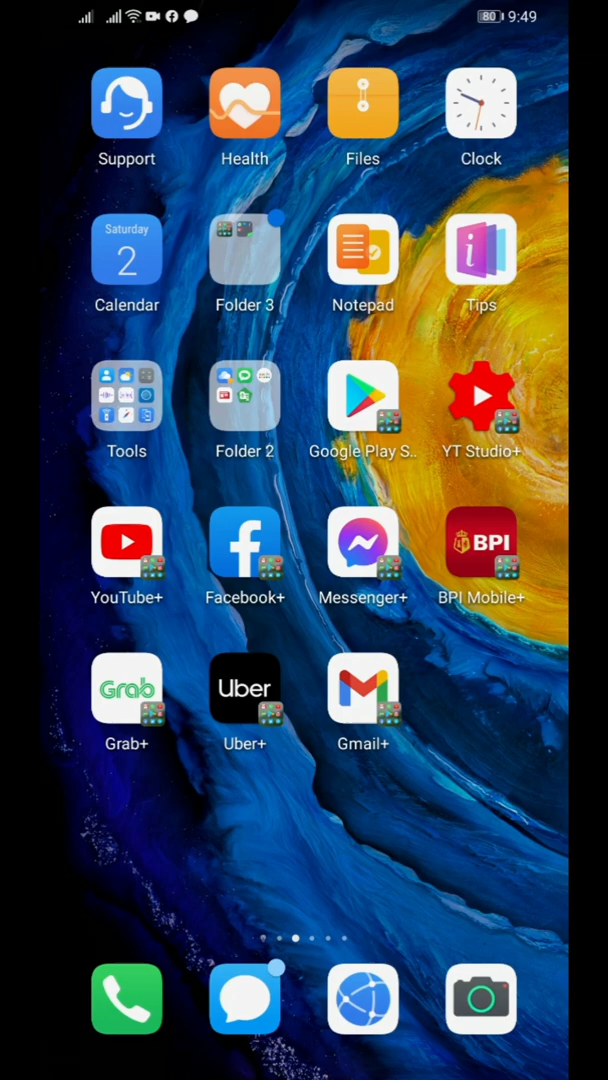 80 9:49
Support Health Files Clock
Saturday
2
Calendar Folder 3 Notepad Tips
Tools Folder 2 Google Play S.. YT Studio+
BPI
YouTube+ Facebook+ Messenger+ BPI Mobile+
Grab Uber
Grab+ Uber+ Gmail+